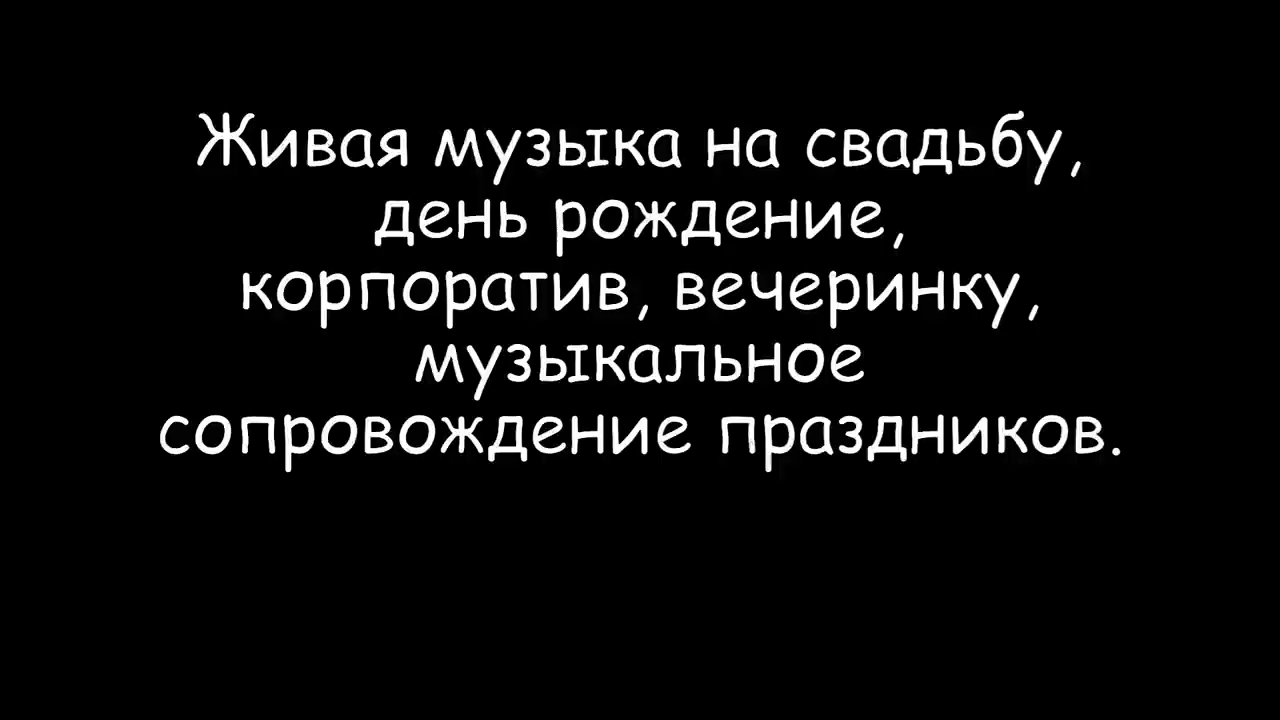 Живая музыка на свадьбу,
день рождение,
корпоратив, вечеринку,
музыкальное
сопровождение праздников.